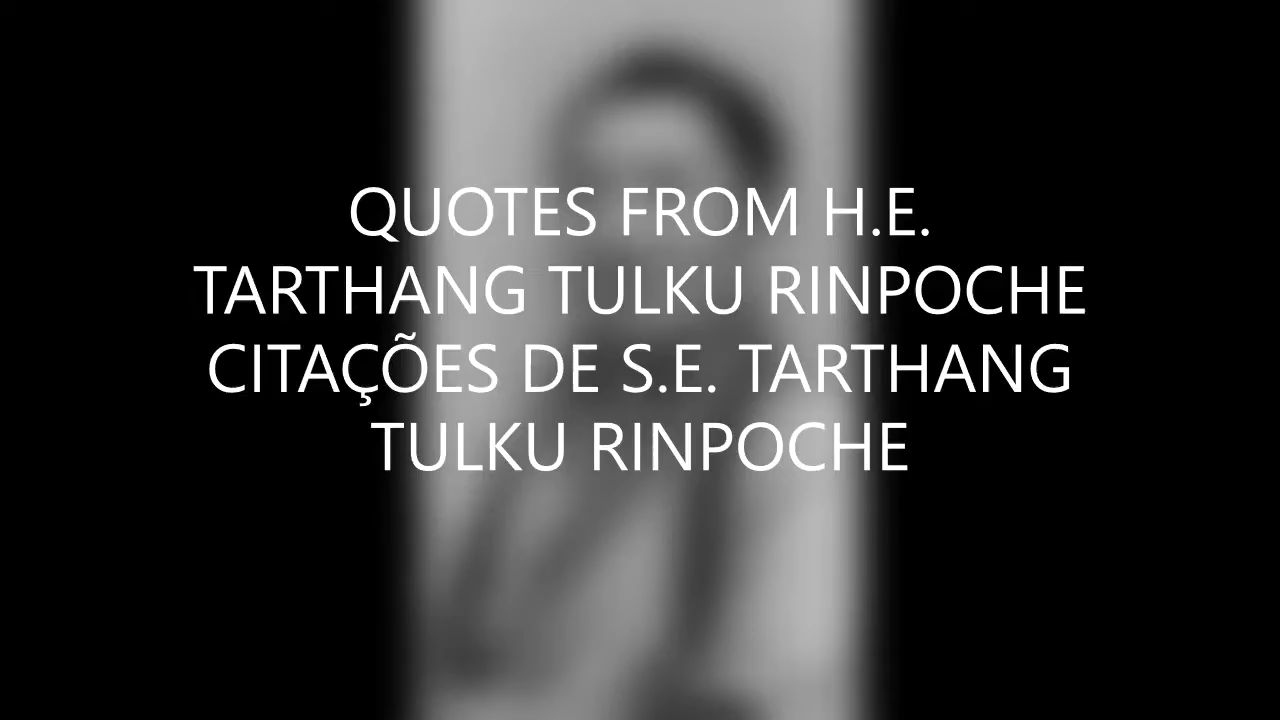 QUOTES FROM H.E.
TARTHANG TULKU RINPOCHE
CITAÇÕES DE S.E. TARTHANG
TULKU RINPOCHE